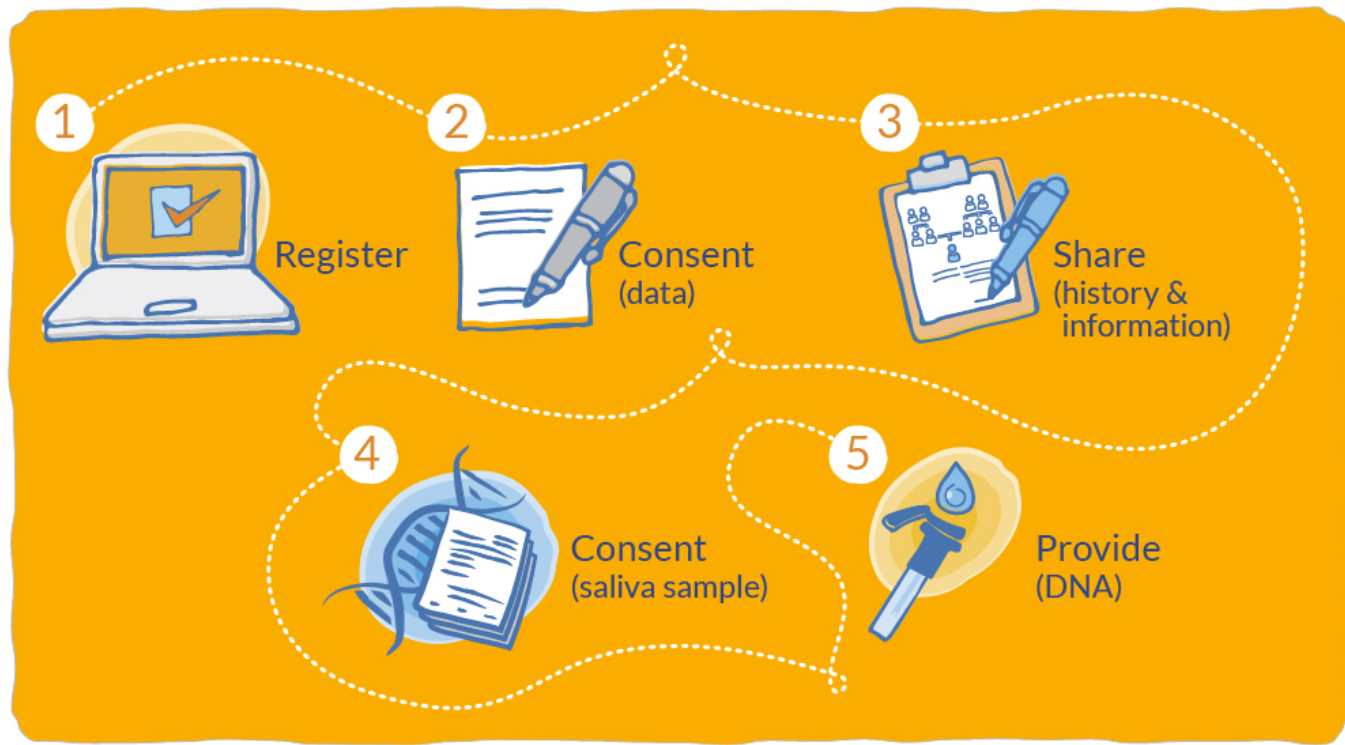 1
Register
2
Consent
(data)
3
Share
(history &
information)
4
Consent
(saliva sample)
5
Provide
(DNA)